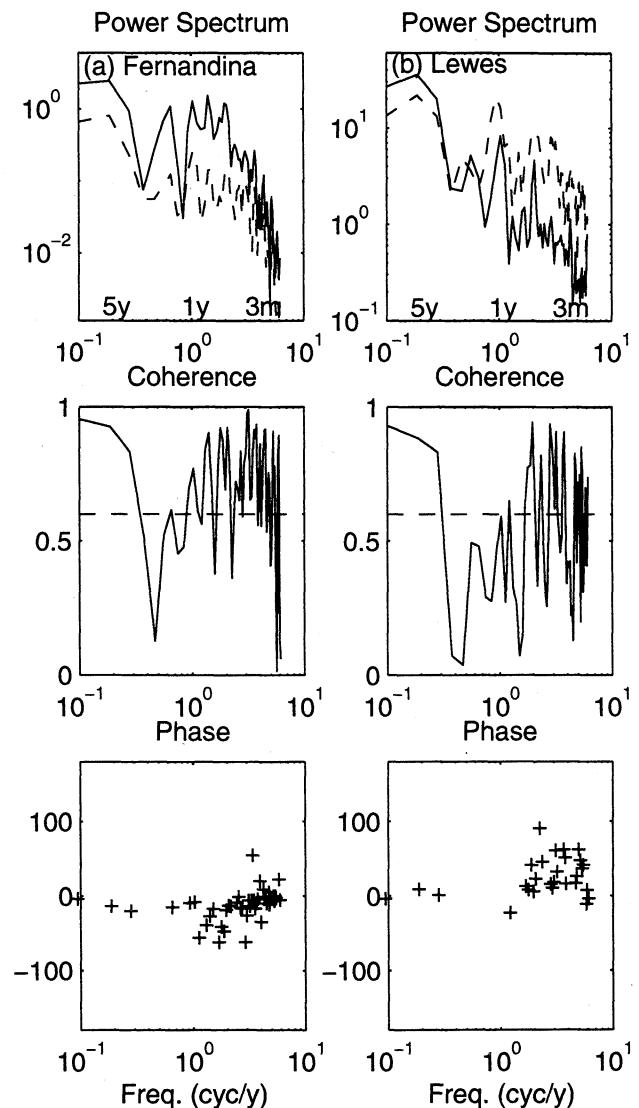 Power Spectrum
Power Spectrum
(a) Fernandina
(b) Lewes
10^0
10^-2
5y 1y 3m
10^-1 10^0 10^1
10^1
10^0
10^-1
5y 1y 3m
10^-1 10^0 10^1
Coherence
Coherence
1
0.5
0
10^-1 10^0 10^1
1
0.5
0
10^-1 10^0 10^1
Phase
Phase
100
0
−100
10^-1 10^0 10^1
Freq. (cyc/y)
100
0
−100
10^-1 10^0 10^1
Freq. (cyc/y)